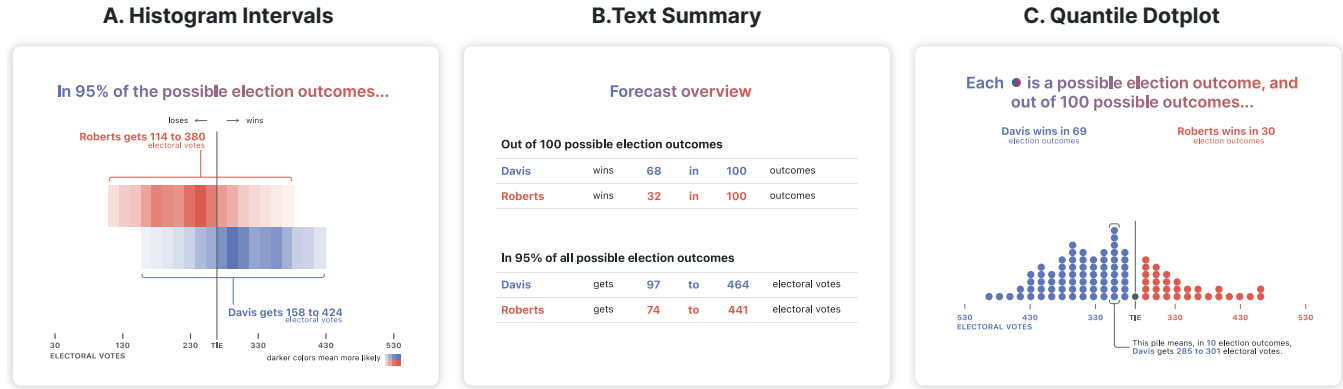 A. Histogram Intervals
In 95% of the possible election outcomes...
loses ← → wins
Roberts gets 114 to 380
electoral votes
Davis gets 158 to 424
electoral votes
30 130 230 TIE 330 430 530
ELECTORAL VOTES
darker colors mean more likely
B.Text Summary
Forecast overview
Out of 100 possible election outcomes
Davis wins 68 in 100 outcomes
Roberts wins 32 in 100 outcomes
In 95% of all possible election outcomes
Davis gets 97 to 464 electoral votes
Roberts gets 74 to 441 electoral votes
C. Quantile Dotplot
Each is a possible election outcome, and
out of 100 possible outcomes...
Davis wins in 69
election outcomes
Roberts wins in 30
election outcomes
530 430 330 TIE 330 430 530
ELECTORAL VOTES
This pile means, in 10 election outcomes,
Davis gets 285 to 301 electoral votes.